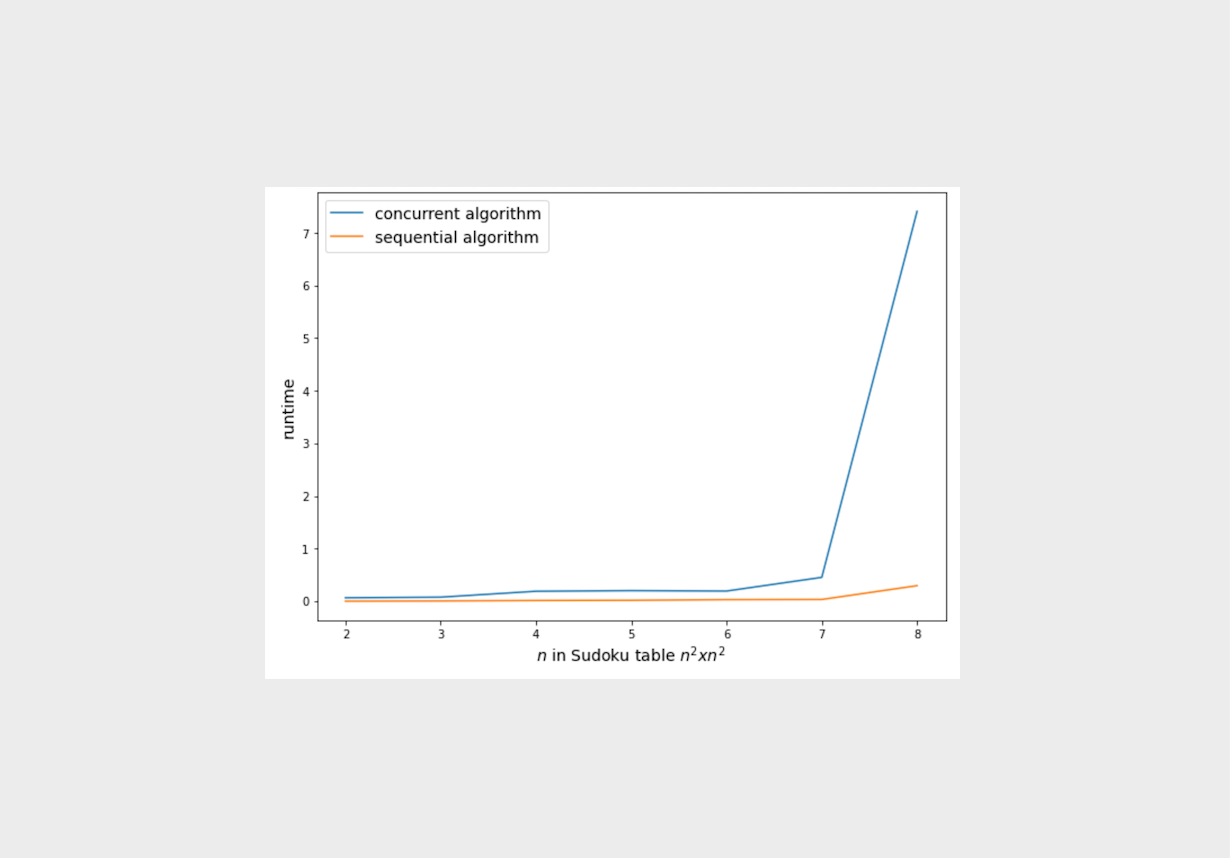 concurrent algorithm
sequential algorithm
7
6
5
4
3
2
1
0
runtime
2 3 4 5 6 7 8
n in Sudoku table n²xn²